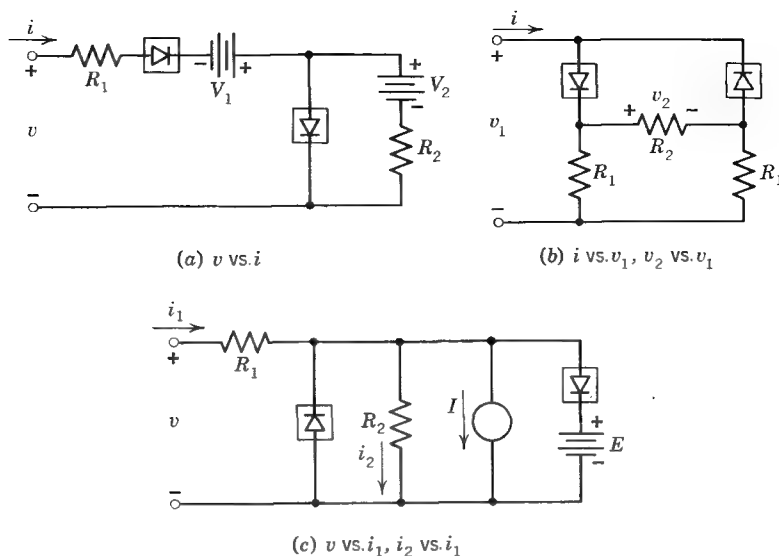 i
+
R₁
- V₁ +
+
V₂
-
v
R₂
-
(a) v vs. i
i
+
v₁
+ v₂ -
R₂
R₁
R₁
-
(b) i vs. v₁, v₂ vs. v₁
i₁
+
R₁
v
R₂
i₂
I
+
E
-
-
(c) v vs. i₁, i₂ vs. i₁